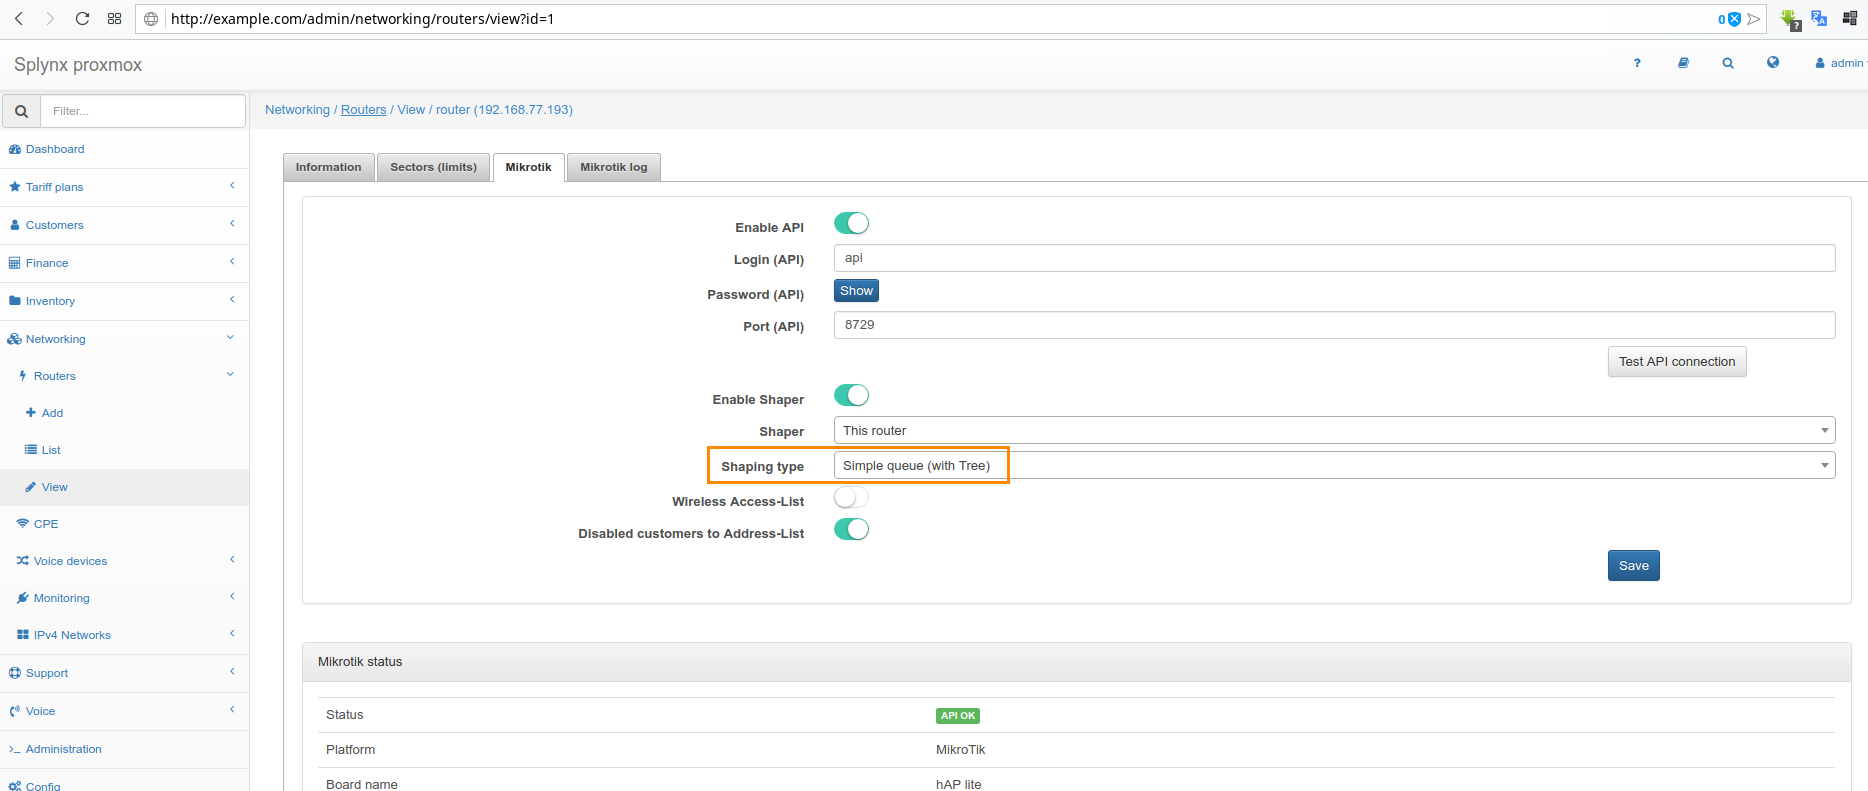 http://example.com/admin/networking/routers/view?id=1
0
?
Splynx proxmox
?
admin
Filter...
Networking / Routers / View / router (192.168.77.193)
Dashboard
Tariff plans
Customers
Finance
Inventory
Networking
Routers
Add
List
View
CPE
Voice devices
Monitoring
IPv4 Networks
Support
Voice
Administration
Config
Information
Sectors (limits)
Mikrotik
Mikrotik log
Enable API
Login (API)
api
Password (API)
Show
Port (API)
8729
Test API connection
Enable Shaper
Shaper
This router
Shaping type
Simple queue (with Tree)
Wireless Access-List
Disabled customers to Address-List
Save
Mikrotik status
Status
API OK
Platform
MikroTik
Board name
hAP lite